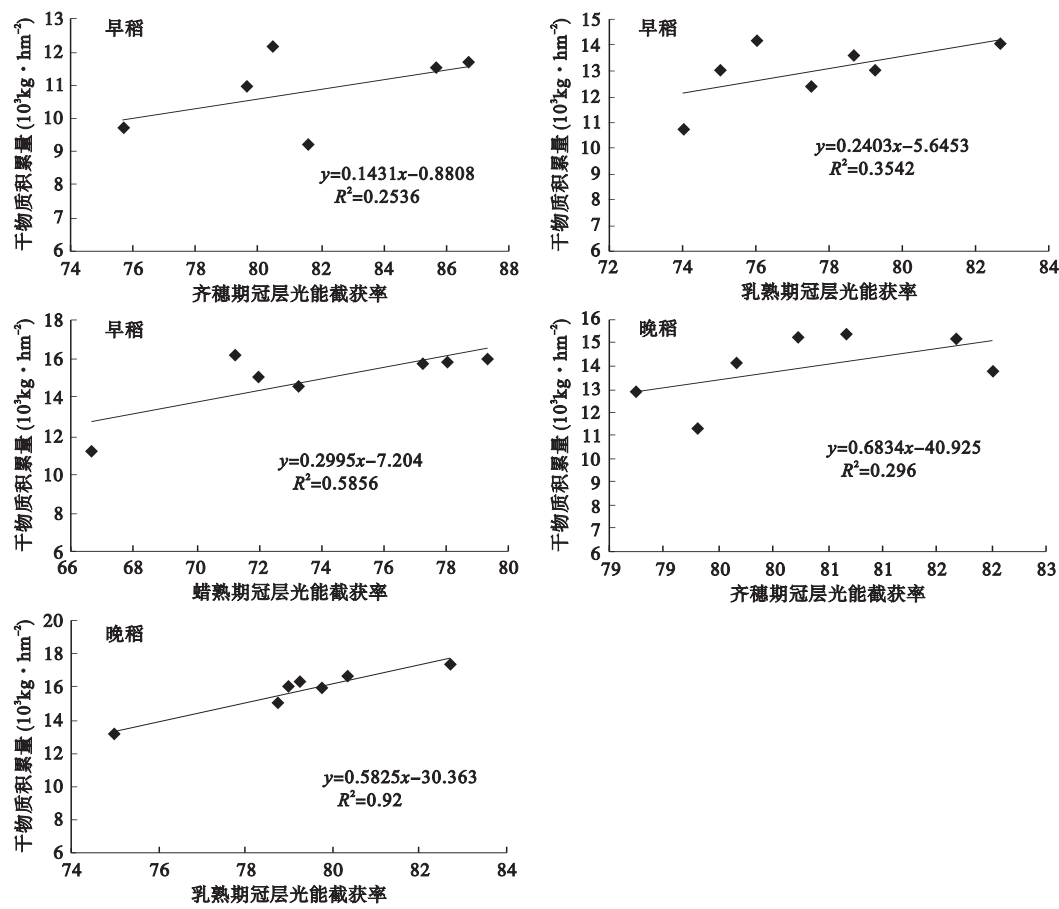 早稻
干物质积累量 (10³kg·hm⁻²)
13
12
11
10
9
8
7
6
y=0.1431x−0.8808
R²=0.2536
74 76 78 80 82 84 86 88
齐穗期冠层光能截获率
早稻
干物质积累量 (10³kg·hm⁻²)
15
14
13
12
11
10
9
8
7
6
y=0.2403x−5.6453
R²=0.3542
72 74 76 78 80 82 84
乳熟期冠层光能截获率
早稻
干物质积累量 (10³kg·hm⁻²)
18
16
14
12
10
8
6
y=0.2995x−7.204
R²=0.5856
66 68 70 72 74 76 78 80
蜡熟期冠层光能截获率
晚稻
干物质积累量 (10³kg·hm⁻²)
16
15
14
13
12
11
10
9
8
7
6
y=0.6834x−40.925
R²=0.296
79 79 80 80 81 81 82 82 83
齐穗期冠层光能截获率
晚稻
干物质积累量 (10³kg·hm⁻²)
20
18
16
14
12
10
8
6
y=0.5825x−30.363
R²=0.92
74 76 78 80 82 84
乳熟期冠层光能截获率